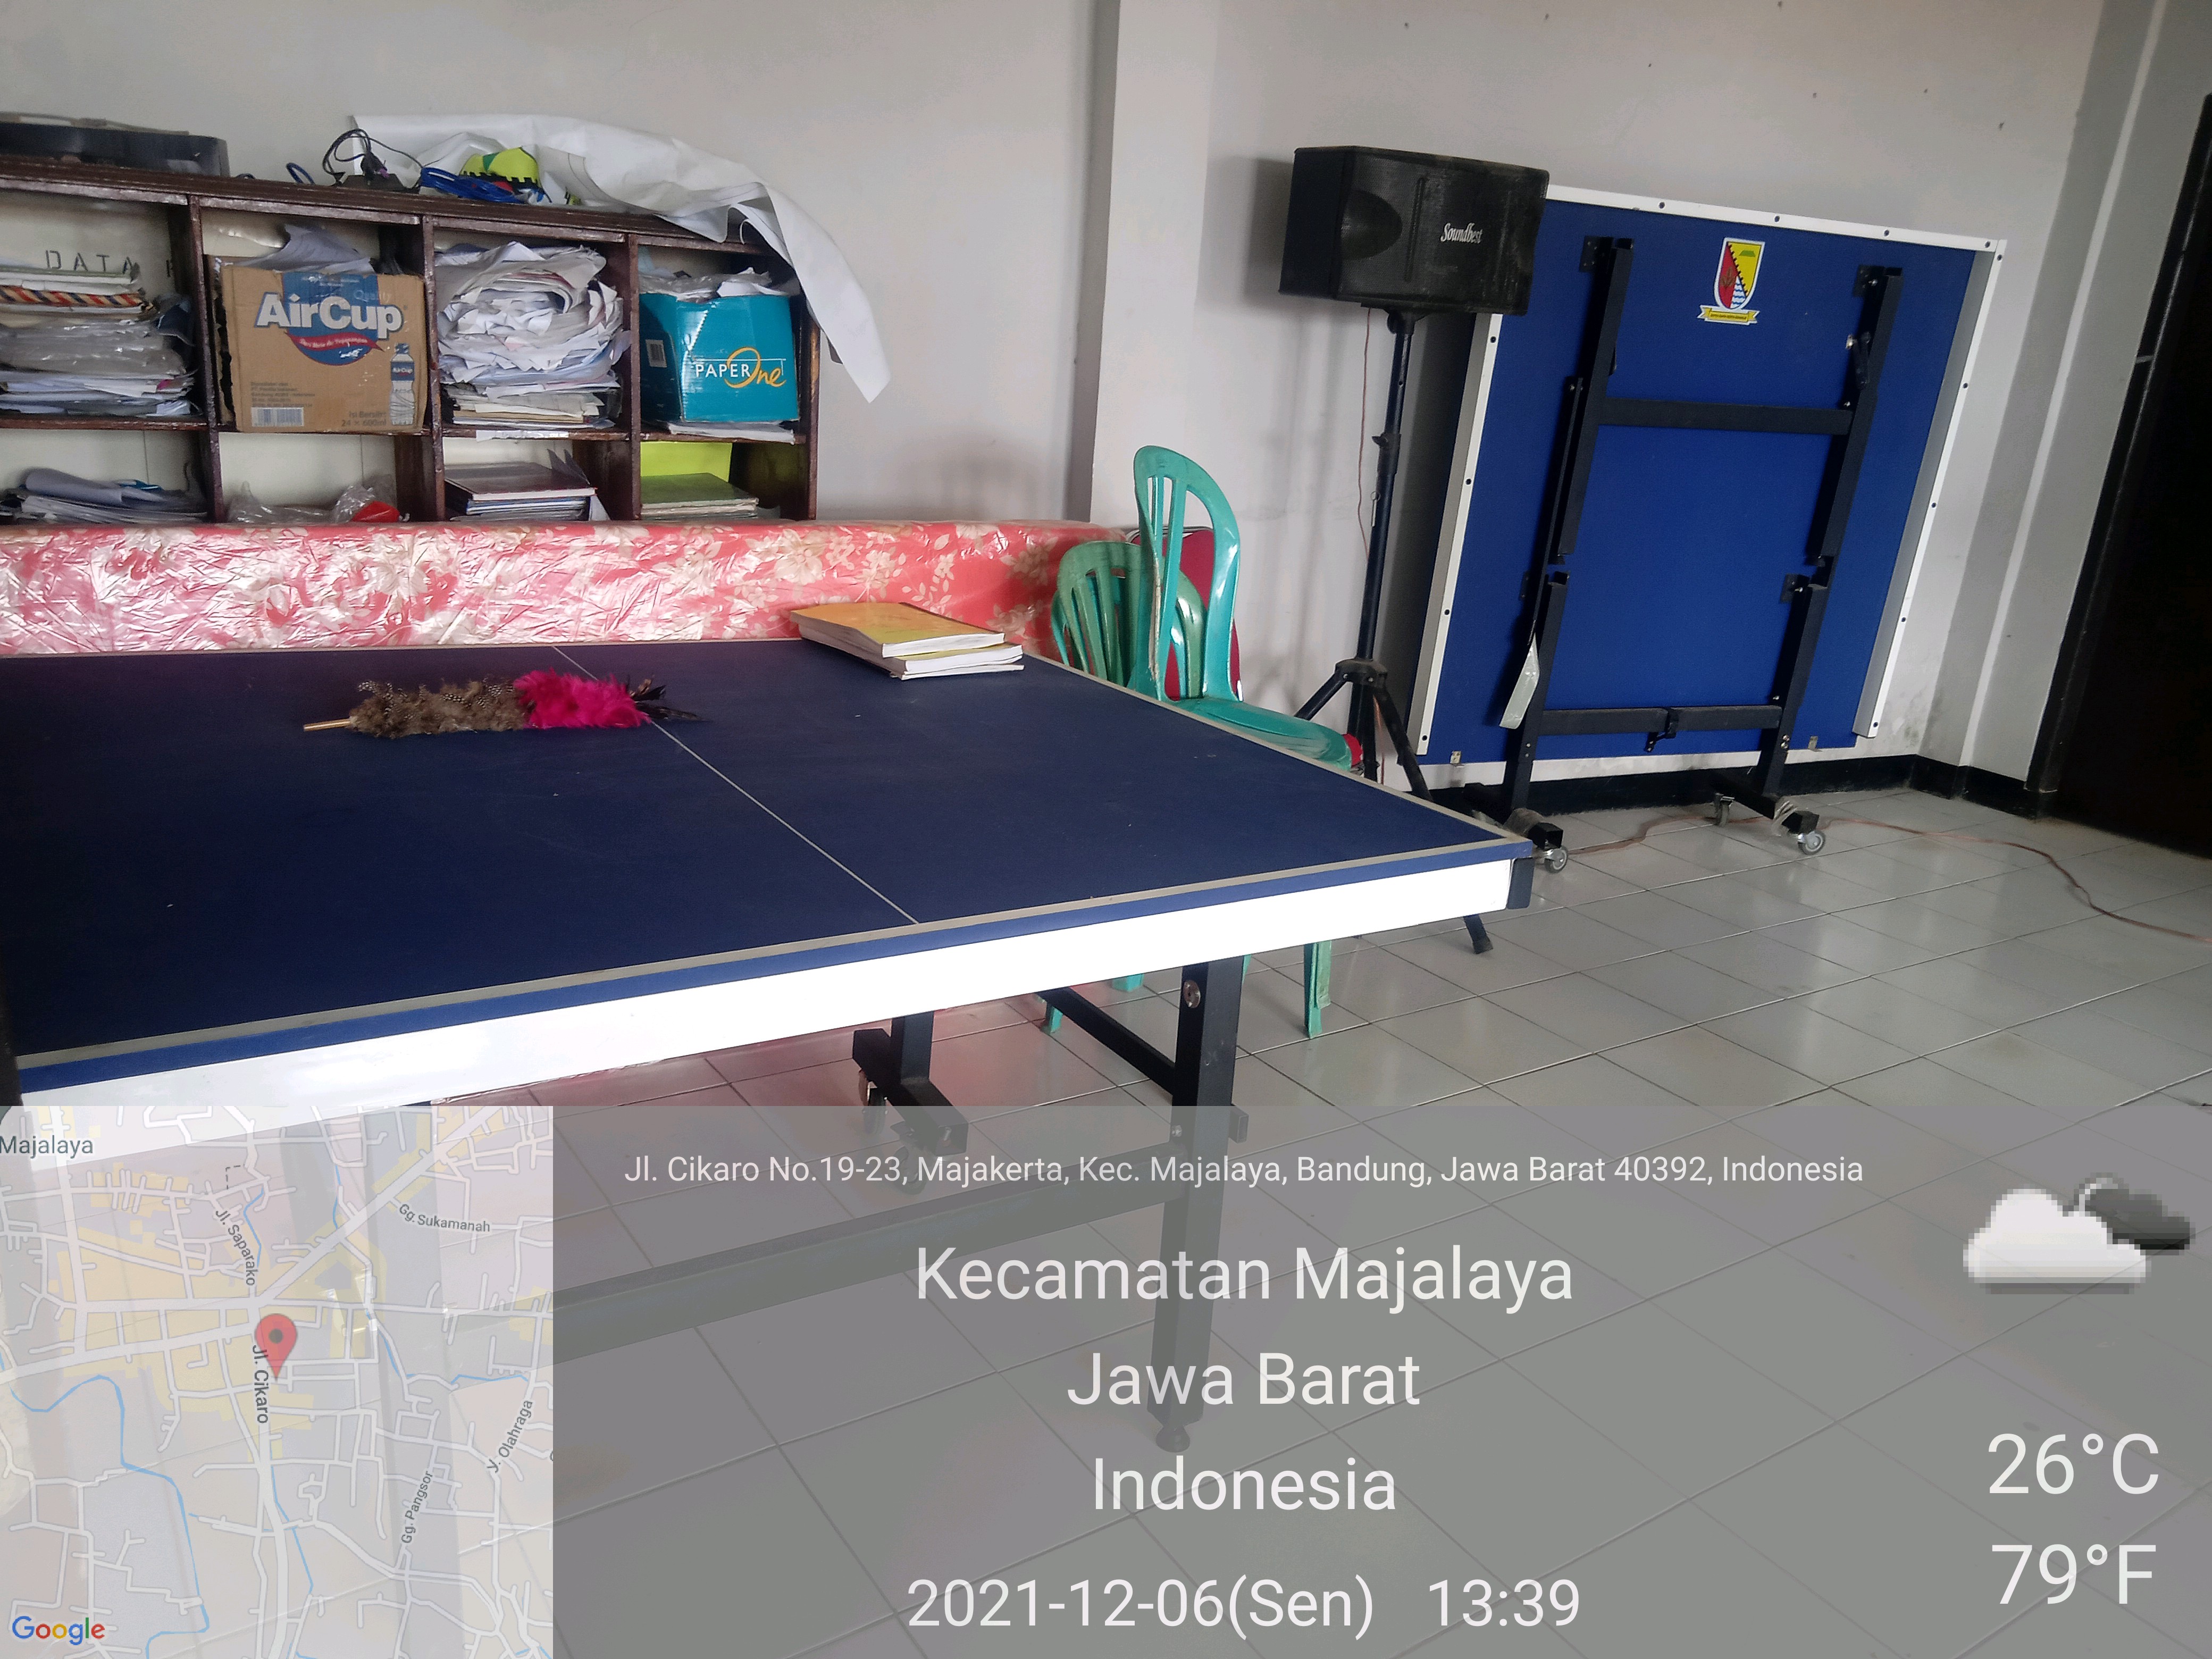 DATA
AirCup
PAPER One
Soundbest
Majalaya
Jl. Saparako
Gg. Sukamanah
Jl. Cikaro
Jl. Olahraga
Gg. Pangsor
Google
Jl. Cikaro No.19-23, Majakerta, Kec. Majalaya, Bandung, Jawa Barat 40392, Indonesia
Kecamatan Majalaya
Jawa Barat
Indonesia
2021-12-06(Sen) 13:39
26°C
79°F